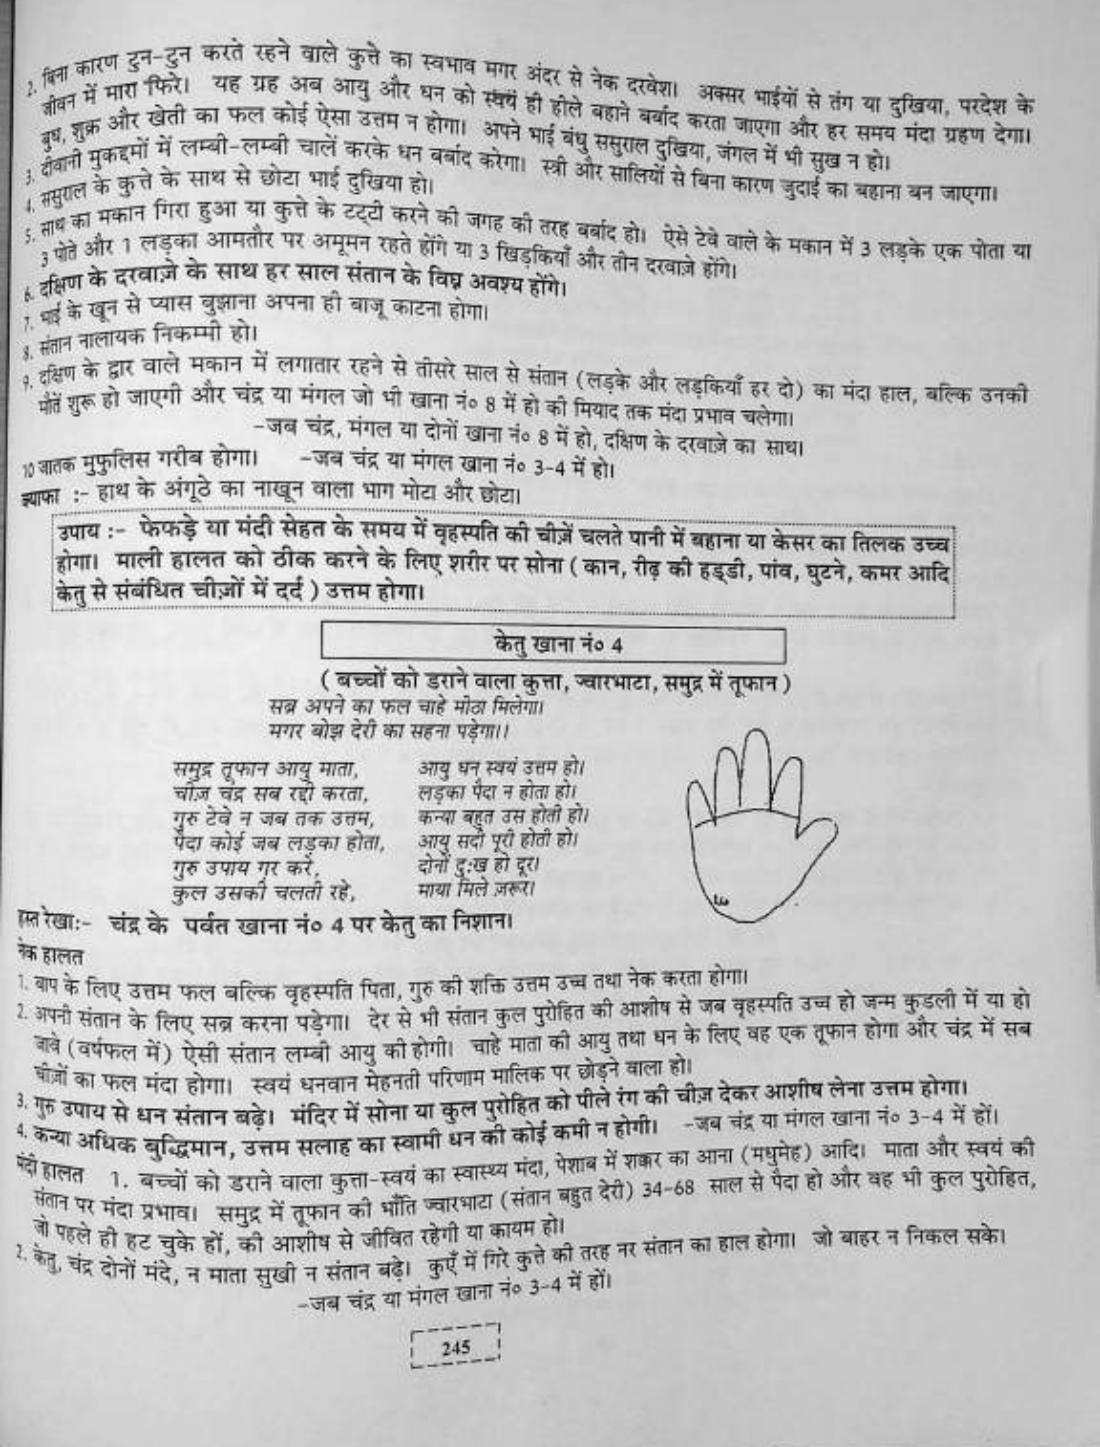 2. बिना कारण टुन-टुन करते रहने वाले कुत्ते का स्वभाव मगर अंदर से नेक दरवेश। अक्सर भाईयों से तंग या दुखिया, परदेश के
जीवन में मारा फिरे। यह ग्रह अब आयु और धन को स्वयं ही हीले बहाने बर्बाद करता जाएगा और हर समय मंदा ग्रहण देगा।
बुध, शुक्र और खेती का फल कोई ऐसा उत्तम न होगा। अपने भाई बंधु ससुराल दुखिया, जंगल में भी सुख न हो।
3. दीवानी मुकद्दमों में लम्बी-लम्बी चालें करके धन बर्बाद करेगा। स्त्री और सालियों से बिना कारण जुदाई का बहाना बन जाएगा।
4. ससुराल के कुत्ते के साथ से छोटा भाई दुखिया हो।
5. साथ का मकान गिरा हुआ या कुत्ते के टट्टी करने की जगह की तरह बर्बाद हो। ऐसे टेवे वाले के मकान में 3 लड़के एक पोता या
3 पोते और 1 लड़का आमतौर पर अमूमन रहते होंगे या 3 खिड़कियाँ और तीन दरवाज़े होंगे।
6. दक्षिण के दरवाज़े के साथ हर साल संतान के विघ्न अवश्य होंगे।
7. भाई के खून से प्यास बुझाना अपना ही बाजू काटना होगा।
8. संतान नालायक निकम्मी हो।
9. दक्षिण के द्वार वाले मकान में लगातार रहने से तीसरे साल से संतान (लड़के और लड़कियाँ हर दो) का मंदा हाल, बल्कि उनकी
मौतें शुरू हो जाएगी और चंद्र या मंगल जो भी खाना नं० 8 में हो की मियाद तक मंदा प्रभाव चलेगा।
-जब चंद्र, मंगल या दोनों खाना नं० 8 में हो, दक्षिण के दरवाज़े का साथ।
10 जातक मुफुलिस गरीब होगा। -जब चंद्र या मंगल खाना नं० 3-4 में हो।
क्याफा :- हाथ के अंगूठे का नाखून वाला भाग मोटा और छोटा।
उपाय :- फेफड़े या मंदी सेहत के समय में वृहस्पति की चीज़ें चलते पानी में बहाना या केसर का तिलक उच्च
होगा। माली हालत को ठीक करने के लिए शरीर पर सोना ( कान, रीढ़ की हड्डी, पांव, घुटने, कमर आदि
केतु से संबंधित चीज़ों में दर्द ) उत्तम होगा।
केतु खाना नं० 4
( बच्चों को डराने वाला कुत्ता, ज्वारभाटा, समुद्र में तूफान )
सब्र अपने का फल चाहे मीठा मिलेगा।
मगर बोझ देरी का सहना पड़ेगा।।
समुद्र तूफान आयु माता, आयु धन स्वयं उत्तम हो।
चीज़ चंद्र सब रद्दी करता, लड़का पैदा न होता हो।
गुरु टेवे न जब तक उत्तम, कन्या बहुत उस होती हो।
पैदा कोई जब लड़का होता, आयु सदी पूरी होती हो।
गुरु उपाय गर करे, दोनों दुःख हो दूर।
कुल उसकी चलती रहे, माया मिले ज़रूर।
हस्त रेखाः- चंद्र के पर्वत खाना नं० 4 पर केतु का निशान।
नेक हालत
1. बाप के लिए उत्तम फल बल्कि वृहस्पति पिता, गुरु की शक्ति उत्तम उच्च तथा नेक करता होगा।
2. अपनी संतान के लिए सब्र करना पड़ेगा। देर से भी संतान कुल पुरोहित की आशीष से जब वृहस्पति उच्च हो जन्म कुडली में या हो
जावे (वर्षफल में) ऐसी संतान लम्बी आयु की होगी। चाहे माता की आयु तथा धन के लिए वह एक तूफान होगा और चंद्र में सब
चीज़ों का फल मंदा होगा। स्वयं धनवान मेहनती परिणाम मालिक पर छोड़ने वाला हो।
3. गुरु उपाय से धन संतान बढ़े। मंदिर में सोना या कुल पुरोहित को पीले रंग की चीज़ देकर आशीष लेना उत्तम होगा।
4. कन्या अधिक बुद्धिमान, उत्तम सलाह का स्वामी धन की कोई कमी न होगी। -जब चंद्र या मंगल खाना नं० 3-4 में हों।
मंदी हालत 1. बच्चों को डराने वाला कुत्ता-स्वयं का स्वास्थ्य मंदा, पेशाब में शक्कर का आना (मधुमेह) आदि। माता और स्वयं की
संतान पर मंदा प्रभाव। समुद्र में तूफान की भाँति ज्वारभाटा (संतान बहुत देरी) 34-68 साल से पैदा हो और वह भी कुल पुरोहित,
जो पहले ही हट चुके हों, की आशीष से जीवित रहेगी या कायम हो।
2. केतु, चंद्र दोनों मंदे, न माता सुखी न संतान बढ़े। कुएँ में गिरे कुत्ते की तरह नर संतान का हाल होगा। जो बाहर न निकल सके।
-जब चंद्र या मंगल खाना नं० 3-4 में हों।
245